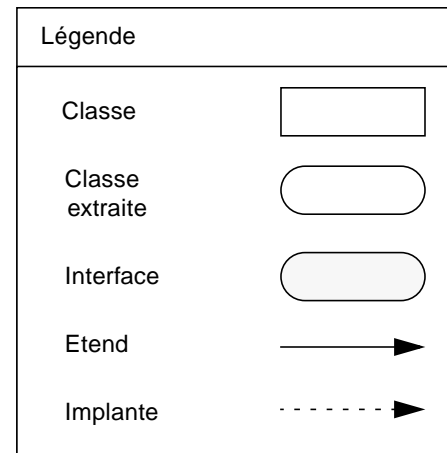 Légende
Classe
Classe
extraite
Interface
Etend
Implante